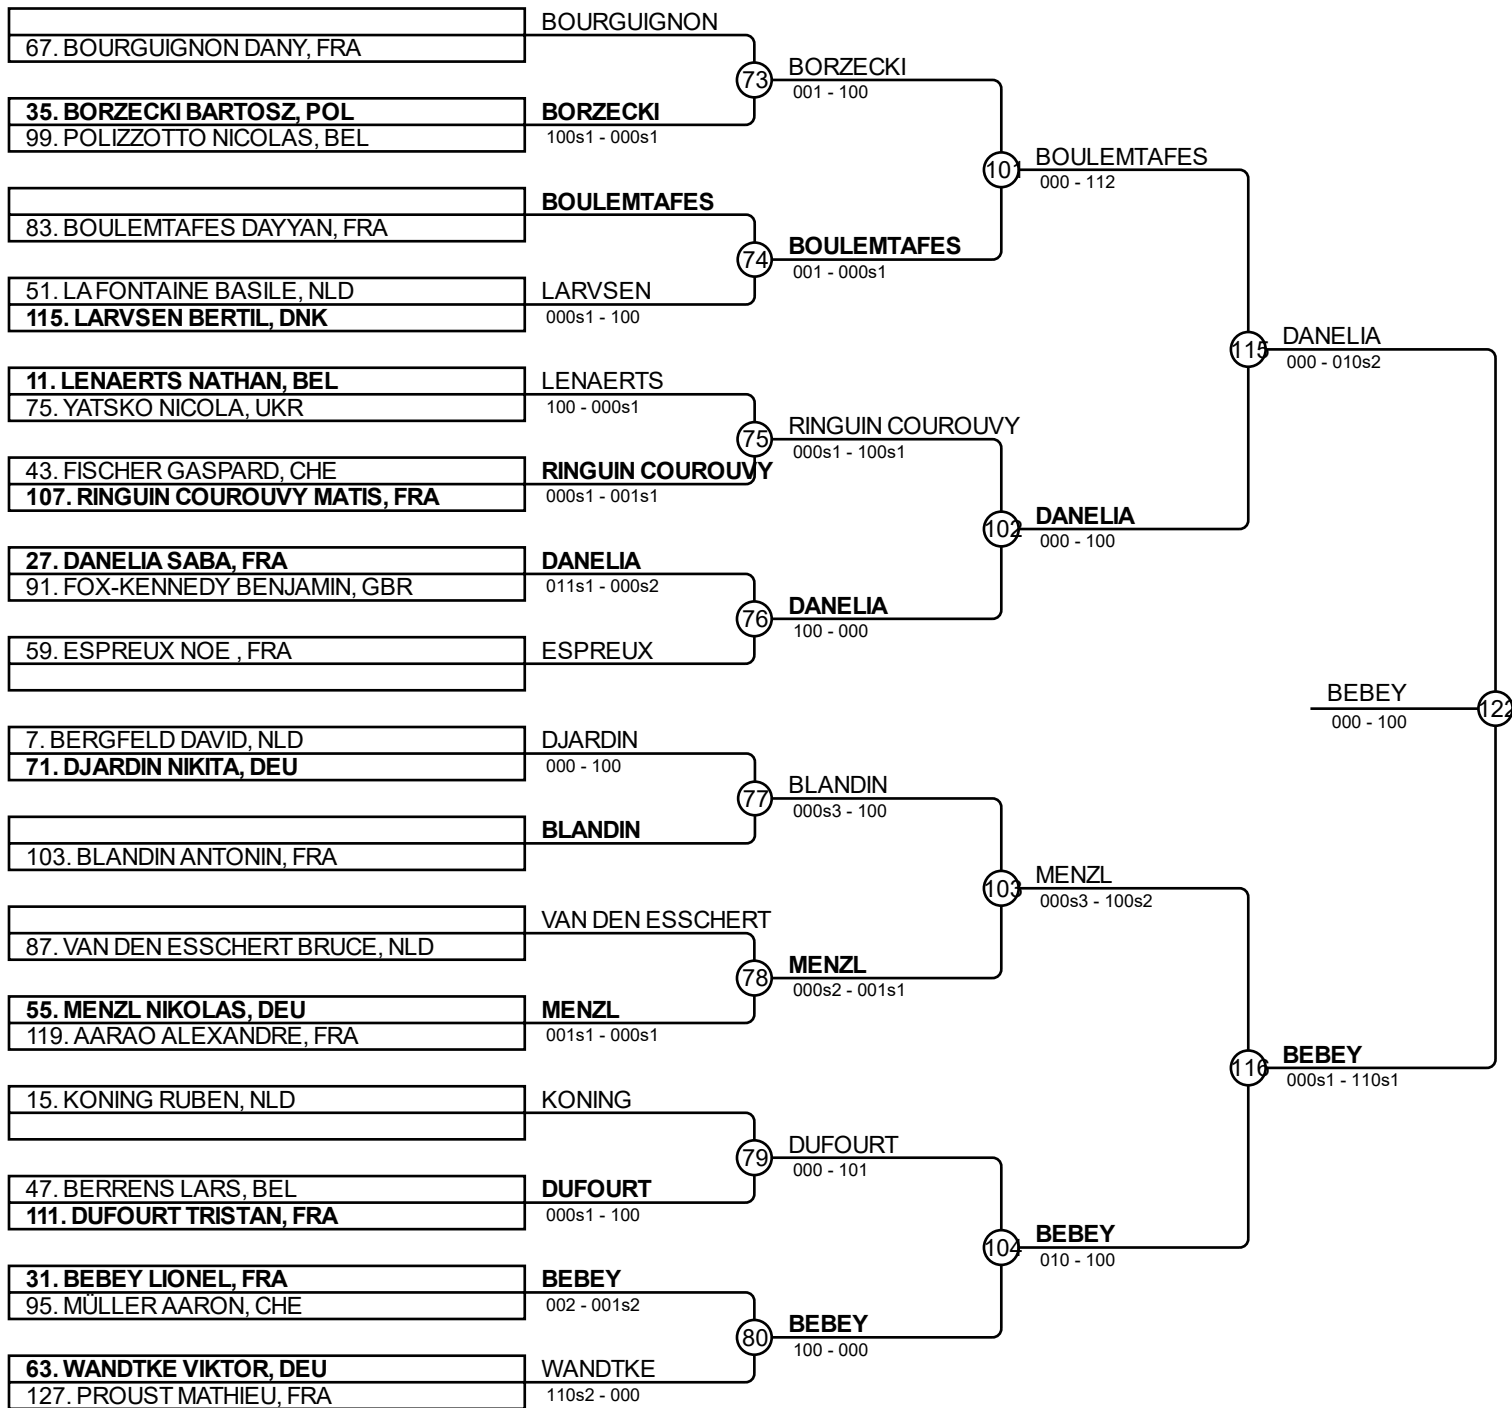 BOURGUIGNON
67. BOURGUIGNON DANY, FRA
73
BORZECKI
001 - 100
35. BORZECKI BARTOSZ, POL
BORZECKI
99. POLIZZOTTO NICOLAS, BEL
100s1 - 000s1
101
BOULEMTAFES
000 - 112
BOULEMTAFES
83. BOULEMTAFES DAYYAN, FRA
74
BOULEMTAFES
001 - 000s1
51. LA FONTAINE BASILE, NLD
LARVSEN
115. LARVSEN BERTIL, DNK
000s1 - 100
115
DANELIA
000 - 010s2
11. LENAERTS NATHAN, BEL
LENAERTS
75. YATSKO NICOLA, UKR
100 - 000s1
75
RINGUIN COUROUVY
000s1 - 100s1
43. FISCHER GASPARD, CHE
RINGUIN COUROUVY
107. RINGUIN COUROUVY MATIS, FRA
000s1 - 001s1
102
DANELIA
000 - 100
27. DANELIA SABA, FRA
DANELIA
91. FOX-KENNEDY BENJAMIN, GBR
011s1 - 000s2
76
DANELIA
100 - 000
59. ESPREUX NOE , FRA
ESPREUX
BEBEY
000 - 100
122
7. BERGFELD DAVID, NLD
DJARDIN
71. DJARDIN NIKITA, DEU
000 - 100
77
BLANDIN
000s3 - 100
BLANDIN
103. BLANDIN ANTONIN, FRA
103
MENZL
000s3 - 100s2
VAN DEN ESSCHERT
87. VAN DEN ESSCHERT BRUCE, NLD
78
MENZL
000s2 - 001s1
55. MENZL NIKOLAS, DEU
MENZL
119. AARAO ALEXANDRE, FRA
001s1 - 000s1
116
BEBEY
000s1 - 110s1
15. KONING RUBEN, NLD
KONING
79
DUFOURT
000 - 101
47. BERRENS LARS, BEL
DUFOURT
111. DUFOURT TRISTAN, FRA
000s1 - 100
104
BEBEY
010 - 100
31. BEBEY LIONEL, FRA
BEBEY
95. MÜLLER AARON, CHE
002 - 001s2
80
BEBEY
100 - 000
63. WANDTKE VIKTOR, DEU
WANDTKE
127. PROUST MATHIEU, FRA
110s2 - 000